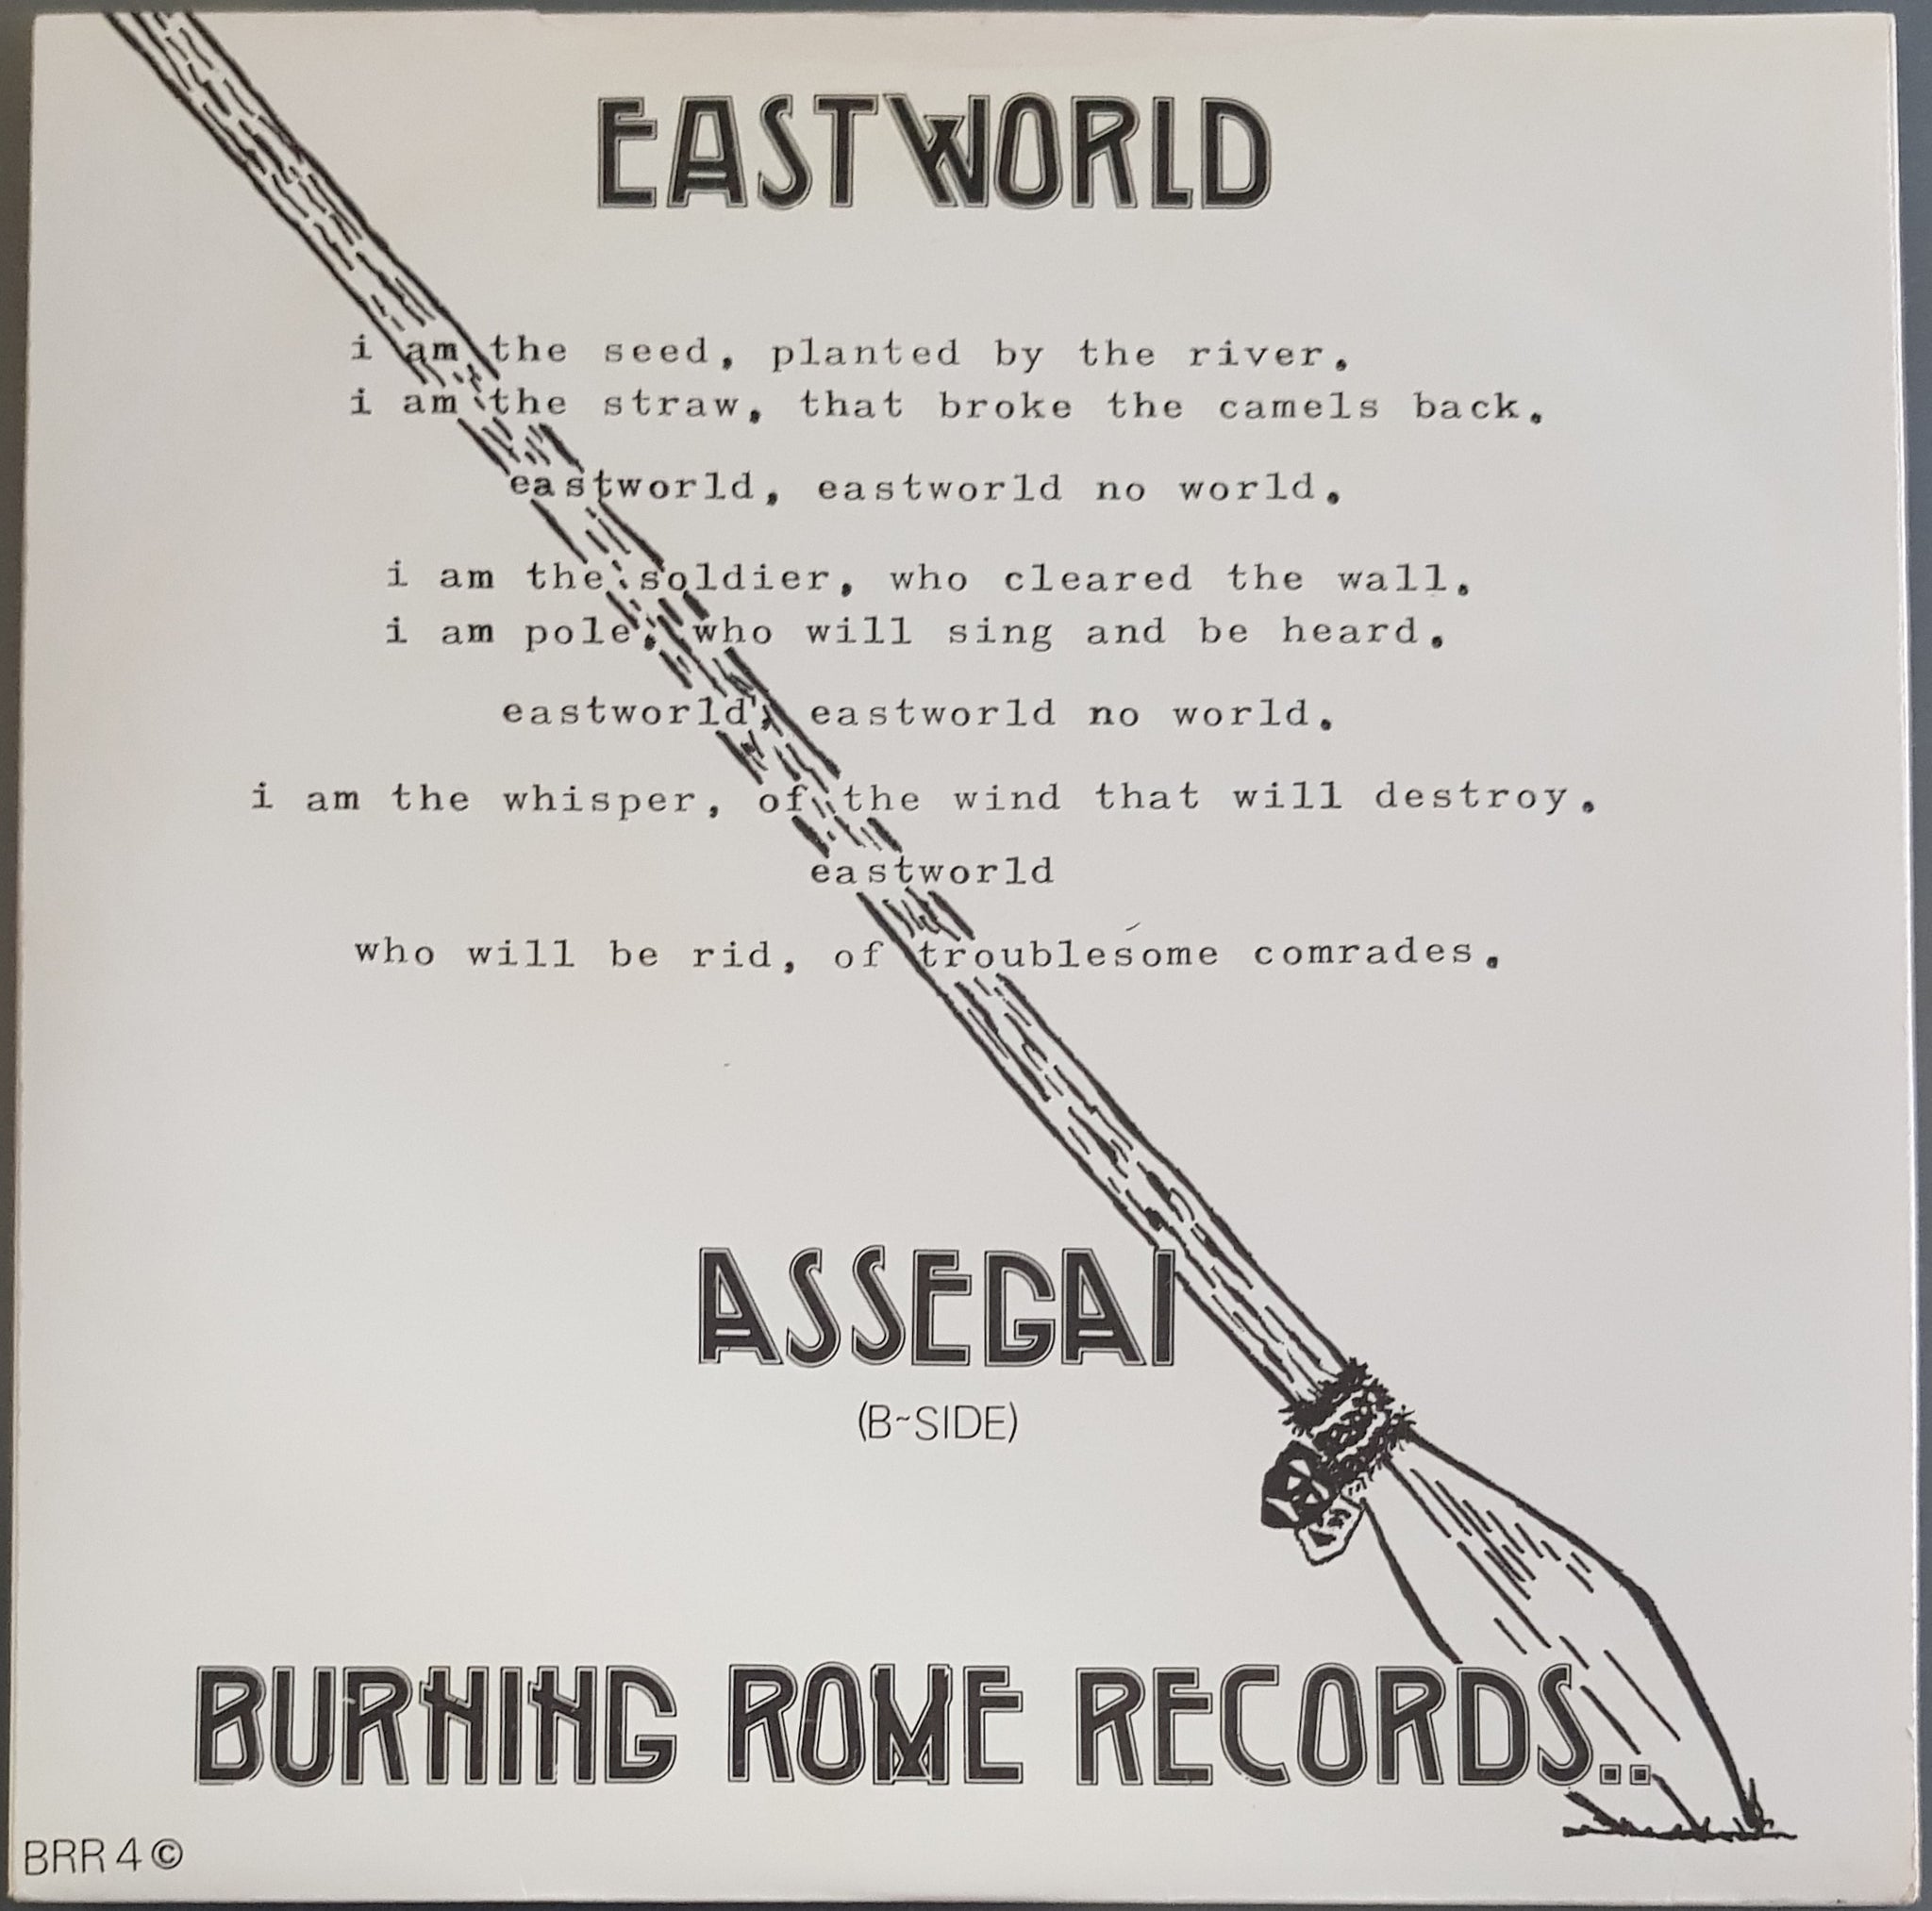 EASTWORLD
i am the seed, planted by the river.
i am the straw, that broke the camels back.
eastworld, eastworld no world.
i am the soldier, who cleared the wall.
i am pole, who will sing and be heard.
eastworld, eastworld no world.
i am the whisper, of the wind that will destroy.
eastworld
who will be rid, of troublesome comrades.
ASSEGAI
(B~SIDE)
BURNING ROME RECORDS..
BRR 4 ©